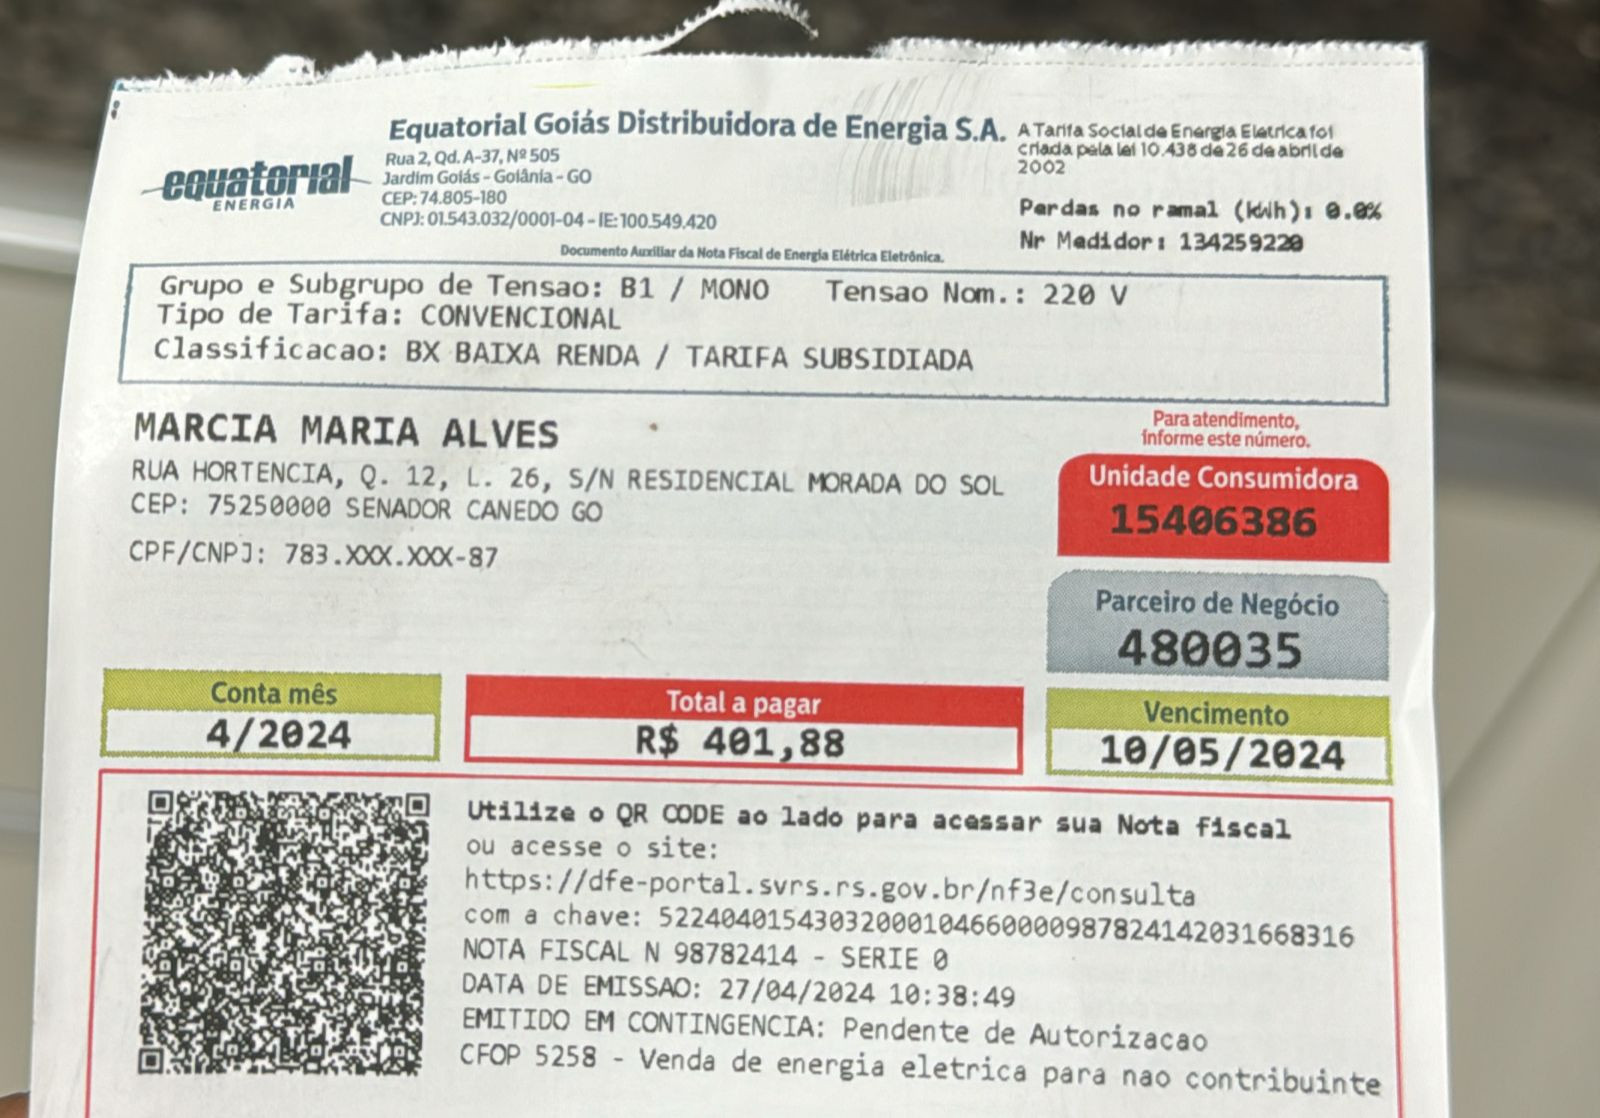 Equatorial Goiás Distribuidora de Energia S.A.
equatorial
ENERGIA
Rua 2, Qd. A-37, Nº 505
Jardim Goiás - Goiânia - GO
CEP: 74.805-180
CNPJ: 01.543.032/0001-04 - IE: 100.549.420
A Tarifa Social de Energia Eletrica foi
criada pela lei 10.438 de 26 de abril de
2002
Perdas no ramal (kWh): 0.0%
Nr Medidor: 134259220
Documento Auxiliar da Nota Fiscal de Energia Elétrica Eletrônica.
Grupo e Subgrupo de Tensao: B1 / MONO Tensao Nom.: 220 V
Tipo de Tarifa: CONVENCIONAL
Classificacao: BX BAIXA RENDA / TARIFA SUBSIDIADA
MARCIA MARIA ALVES
RUA HORTENCIA, Q. 12, L. 26, S/N RESIDENCIAL MORADA DO SOL
CEP: 75250000 SENADOR CANEDO GO
CPF/CNPJ: 783.XXX.XXX-87
Para atendimento,
informe este número.
Unidade Consumidora
15406386
Parceiro de Negócio
480035
Conta mês
4/2024
Total a pagar
R$ 401,88
Vencimento
10/05/2024
Utilize o QR CODE ao lado para acessar sua Nota fiscal
ou acesse o site:
https://dfe-portal.svrs.rs.gov.br/nf3e/consulta
com a chave: 52240401543032000104660000987824142031668316
NOTA FISCAL N 98782414 - SERIE 0
DATA DE EMISSAO: 27/04/2024 10:38:49
EMITIDO EM CONTINGENCIA: Pendente de Autorizacao
CFOP 5258 - Venda de energia eletrica para nao contribuinte